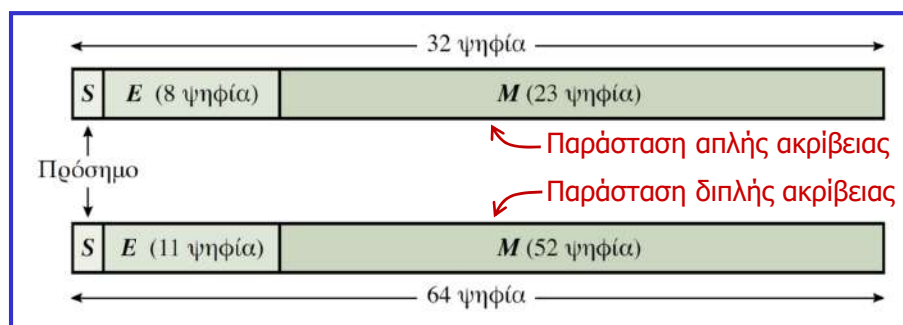 32 ψηφία
S E (8 ψηφία) M (23 ψηφία)
Παράσταση απλής ακρίβειας
Πρόσημο
Παράσταση διπλής ακρίβειας
S E (11 ψηφία) M (52 ψηφία)
64 ψηφία